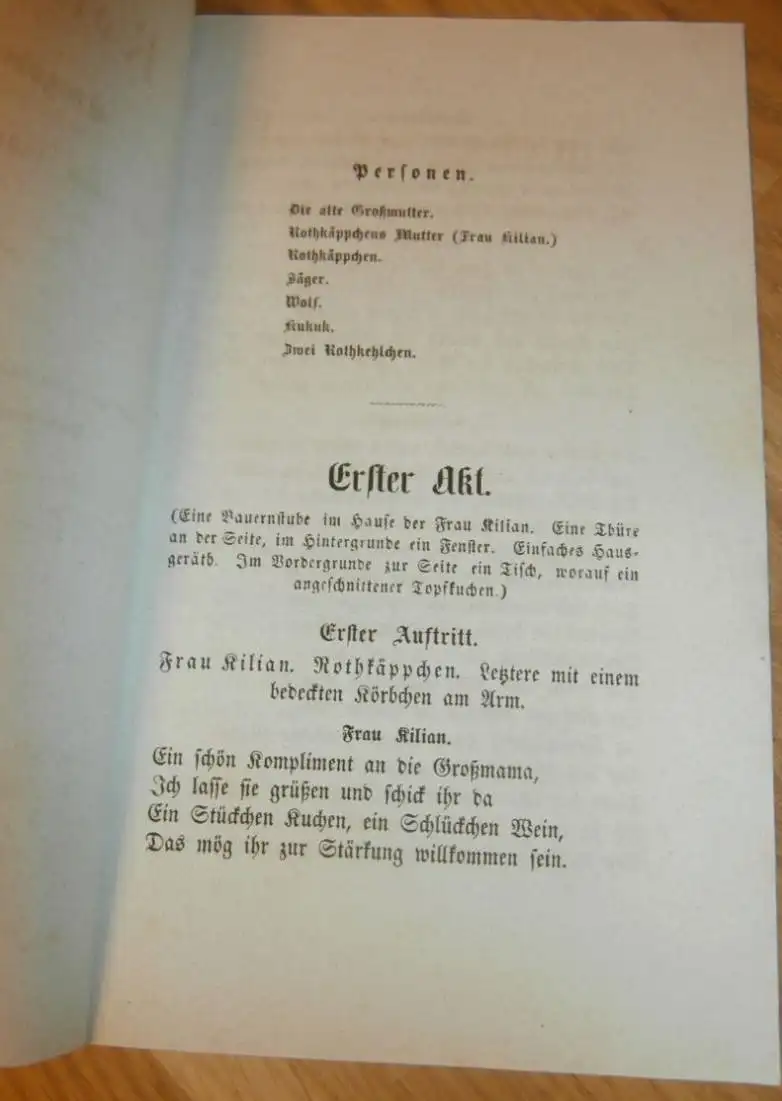 Personen.
Die alte Großmutter.
Rothkäppchens Mutter (Frau Kilian.)
Rothkäppchen.
Jäger.
Wolf.
Kukuk.
Zwei Rothkehlchen.
Erster Akt.
(Eine Bauernstube im Hause der Frau Kilian. Eine Thüre
an der Seite, im Hintergrunde ein Fenster. Einfaches Haus-
geräth. Im Vordergrunde zur Seite ein Tisch, worauf ein
angeschnittener Topfkuchen.)
Erster Auftritt.
Frau Kilian. Rothkäppchen. Letztere mit einem
bedeckten Körbchen am Arm.
Frau Kilian.
Ein schön Kompliment an die Großmama,
Ich lasse sie grüßen und schick ihr da
Ein Stückchen Kuchen, ein Schlückchen Wein,
Das mög ihr zur Stärkung willkommen sein.